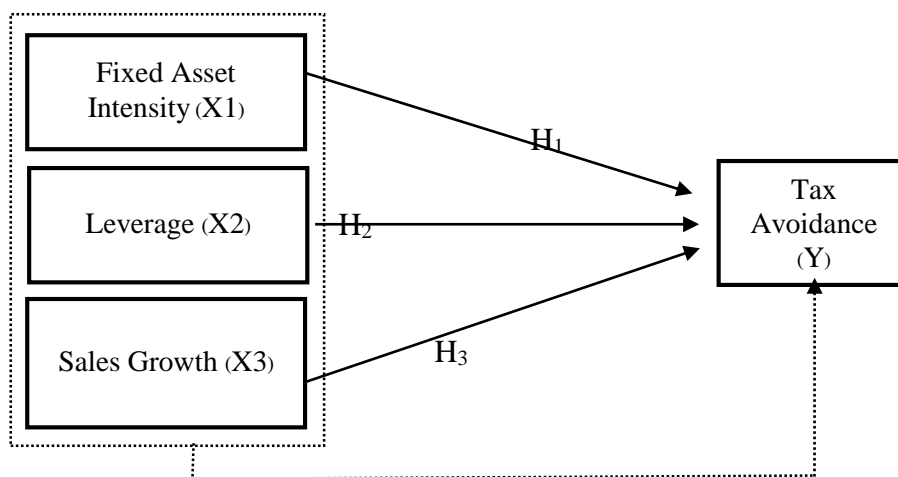 Fixed Asset
Intensity (X1)
H₁
Tax
Avoidance
(Y)
Leverage (X2)
H₂
Sales Growth (X3)
H₃